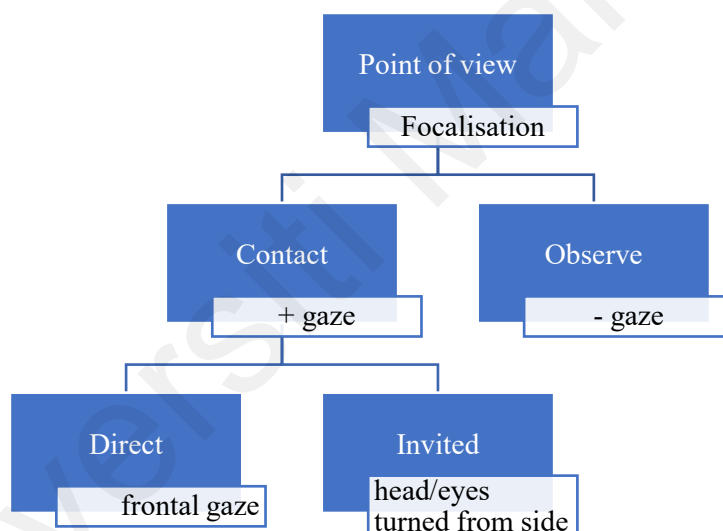 Point of view
Focalisation
Contact
+ gaze
Observe
- gaze
Direct
frontal gaze
Invited
head/eyes
turned from side